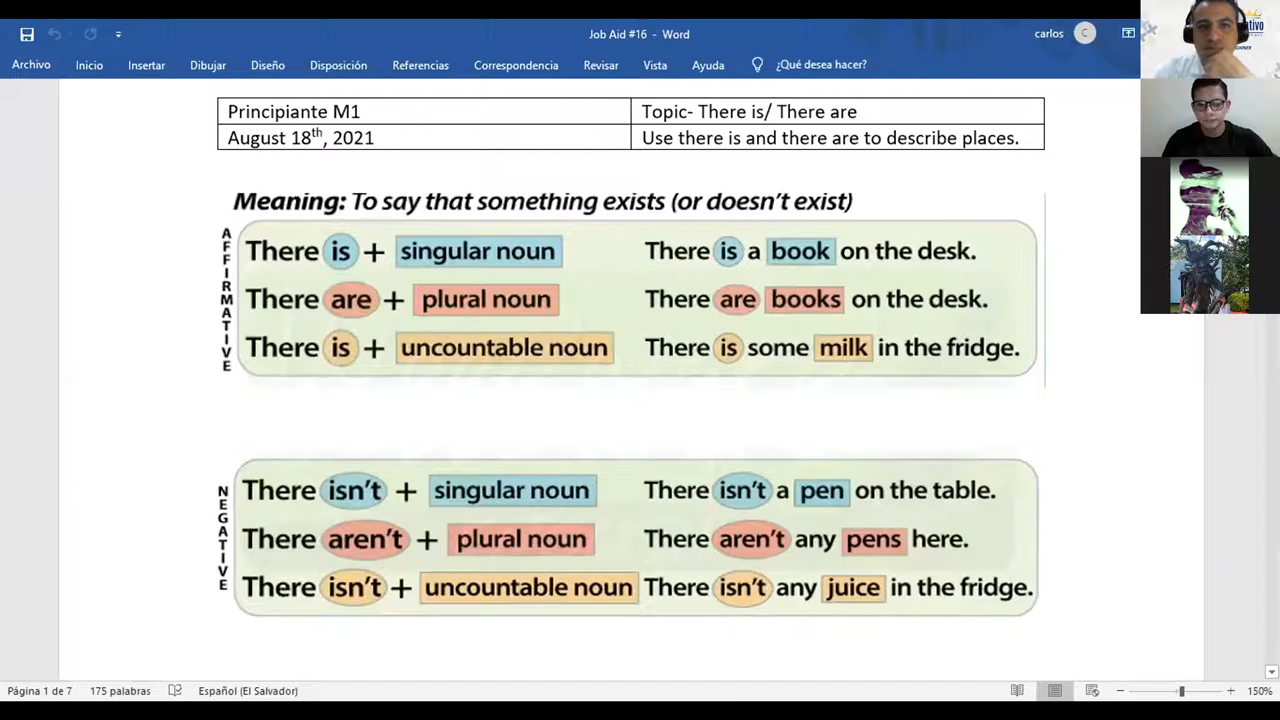 Job Aid #16 - Word
carlos
C
Archivo Inicio Insertar Dibujar Diseño Disposición Referencias Correspondencia Revisar Vista Ayuda ¿Qué desea hacer?
Principiante M1 Topic- There is/ There are
August 18th, 2021 Use there is and there are to describe places.
Meaning: To say that something exists (or doesn't exist)
AFFIRMATIVE
There is + singular noun There is a book on the desk.
There are + plural noun There are books on the desk.
There is + uncountable noun There is some milk in the fridge.
NEGATIVE
There isn't + singular noun There isn't a pen on the table.
There aren't + plural noun There aren't any pens here.
There isn't + uncountable noun There isn't any juice in the fridge.
Página 1 de 7 175 palabras Español (El Salvador) 150%